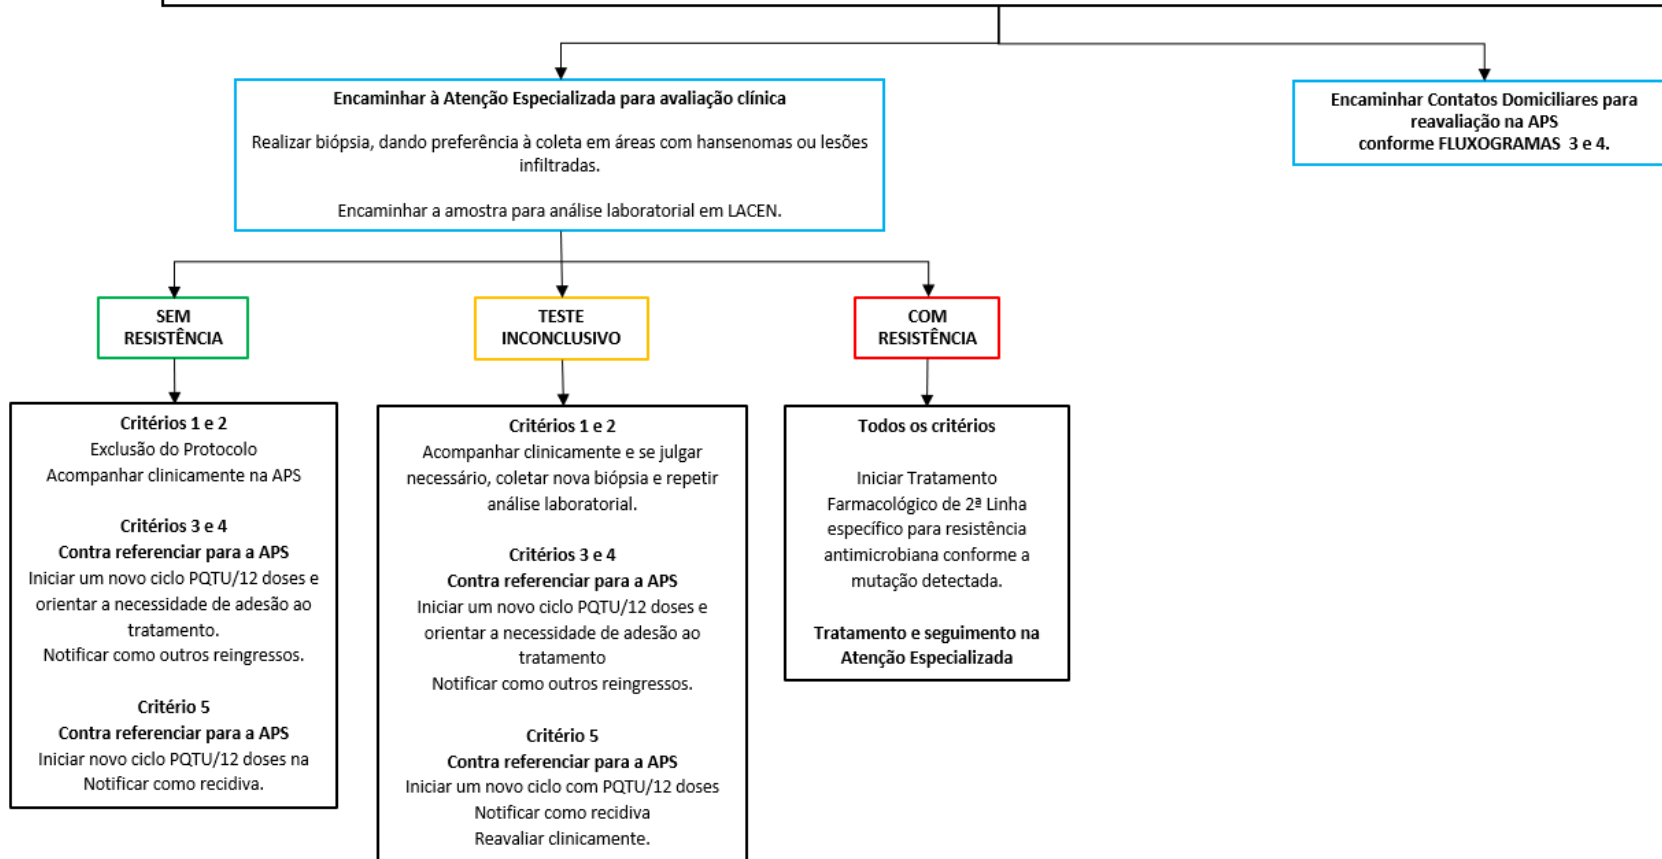 Encaminhar à Atenção Especializada para avaliação clínica
Realizar biópsia, dando preferência à coleta em áreas com hansenomas ou lesões
infiltradas.
Encaminhar a amostra para análise laboratorial em LACEN.
Encaminhar Contatos Domiciliares para
reavaliação na APS
conforme FLUXOGRAMAS 3 e 4.
SEM
RESISTÊNCIA
TESTE
INCONCLUSIVO
COM
RESISTÊNCIA
Critérios 1 e 2
Exclusão do Protocolo
Acompanhar clinicamente na APS
Critérios 3 e 4
Contra referenciar para a APS
Iniciar um novo ciclo PQTU/12 doses e
orientar a necessidade de adesão ao
tratamento.
Notificar como outros reingressos.
Critério 5
Contra referenciar para a APS
Iniciar novo ciclo PQTU/12 doses na
Notificar como recidiva.
Critérios 1 e 2
Acompanhar clinicamente e se julgar
necessário, coletar nova biópsia e repetir
análise laboratorial.
Critérios 3 e 4
Contra referenciar para a APS
Iniciar um novo ciclo PQTU/12 doses e
orientar a necessidade de adesão ao
tratamento
Notificar como outros reingressos.
Critério 5
Contra referenciar para a APS
Iniciar um novo ciclo com PQTU/12 doses
Notificar como recidiva
Reavaliar clinicamente.
Todos os critérios
Iniciar Tratamento
Farmacológico de 2ª Linha
específico para resistência
antimicrobiana conforme a
mutação detectada.
Tratamento e seguimento na
Atenção Especializada